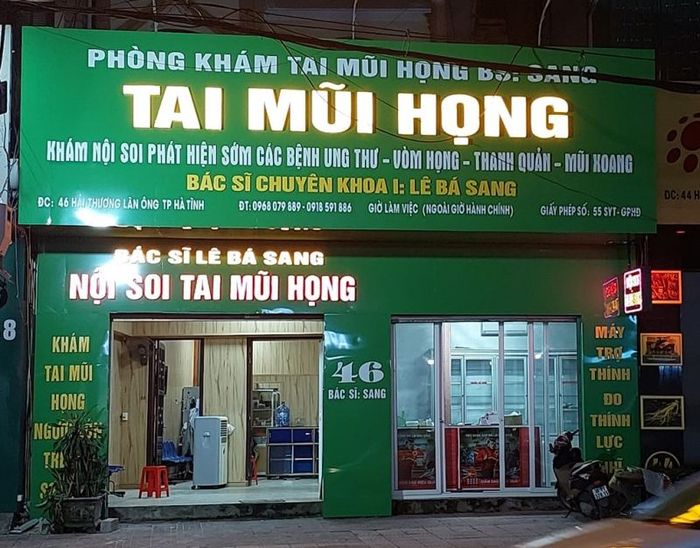 PHÒNG KHÁM TAI MŨI HỌNG BS. SANG
TAI MŨI HỌNG
KHÁM NỘI SOI PHÁT HIỆN SỚM CÁC BỆNH UNG THƯ - VÒM HỌNG - THANH QUẢN - MŨI XOANG
BÁC SĨ CHUYÊN KHOA I: LÊ BÁ SANG
ĐC: 46 HẢI THƯỢNG LÃN ÔNG TP HÀ TĨNH ĐT: 0968 079 889 - 0918 591 886 GIỜ LÀM VIỆC (NGOÀI GIỜ HÀNH CHÍNH) GIẤY PHÉP SỐ: 55 SYT- GPHĐ
ĐC: 44 H
BÁC SĨ LÊ BÁ SANG
NỘI SOI TAI MŨI HỌNG
8
KHÁM
TAI MŨI
HỌNG
NGƯỜI
46
BÁC SĨ: SANG
MÁY
TRỢ
THÍNH
ĐO
THÍNH
LỰC